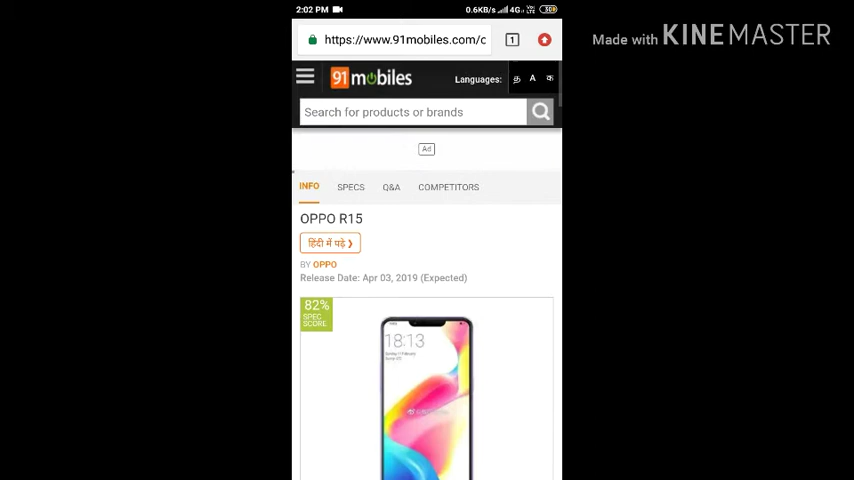 2:02 PM 0.6KB/s 4G
Made with KINEMASTER
https://www.91mobiles.com/c 1
91mobiles Languages: த A क
Search for products or brands
Ad
INFO SPECS Q&A COMPETITORS
OPPO R15
हिंदी में पढ़े ❯
BY OPPO
Release Date: Apr 03, 2019 (Expected)
82%
SPEC
SCORE
18:13